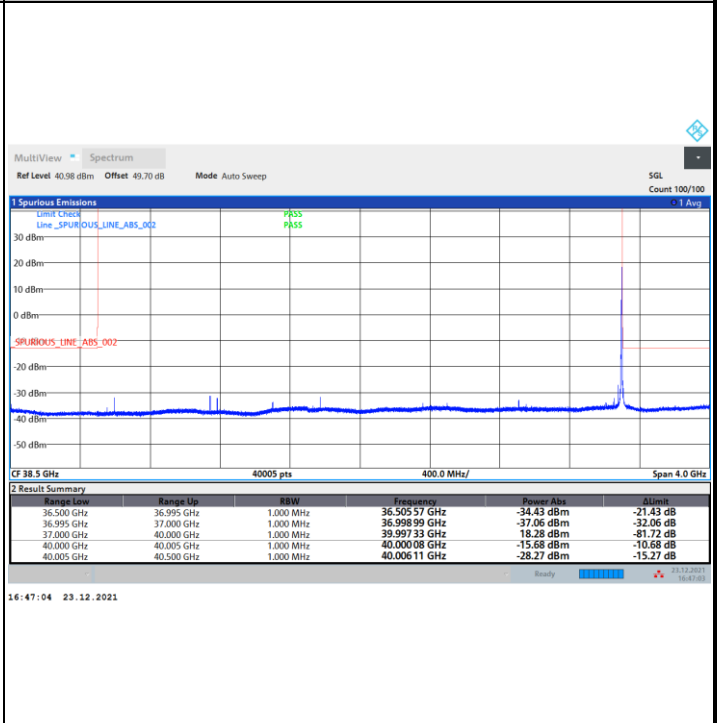 MultiView Spectrum
Ref Level 40.98 dBm Offset 49.70 dB Mode Auto Sweep SGL
Count 100/100
1 Spurious Emissions 1 Avg
Limit Check PASS
Line _SPURIOUS_LINE_ABS_002 PASS
30 dBm
20 dBm
10 dBm
0 dBm
SPURIOUS_LINE_ABS_002
-20 dBm
-30 dBm
-40 dBm
-50 dBm
CF 38.5 GHz 40005 pts 400.0 MHz/ Span 4.0 GHz
2 Result Summary
Range Low Range Up RBW Frequency Power Abs ΔLimit
36.500 GHz 36.995 GHz 1.000 MHz 36.505 57 GHz -34.43 dBm -21.43 dB
36.995 GHz 37.000 GHz 1.000 MHz 36.998 99 GHz -37.06 dBm -32.06 dB
37.000 GHz 40.000 GHz 1.000 MHz 39.997 33 GHz 18.28 dBm -81.72 dB
40.000 GHz 40.005 GHz 1.000 MHz 40.000 08 GHz -15.68 dBm -10.68 dB
40.005 GHz 40.500 GHz 1.000 MHz 40.006 11 GHz -28.27 dBm -15.27 dB
Ready 23.12.2021
16:47:03
16:47:04 23.12.2021